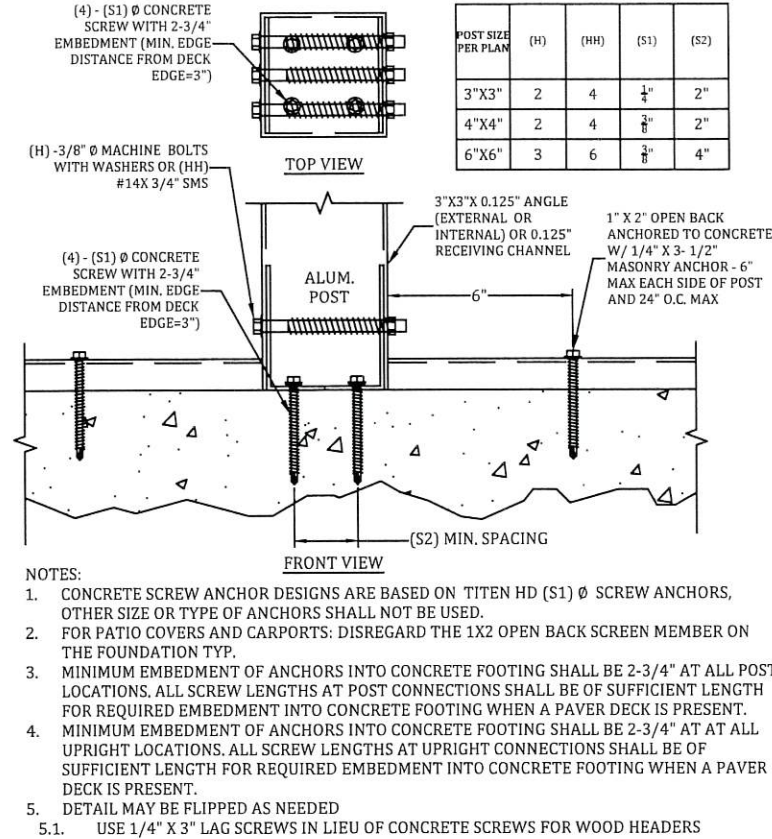 (4) - (S1) Ø CONCRETE
SCREW WITH 2-3/4"
EMBEDMENT (MIN. EDGE
DISTANCE FROM DECK
EDGE=3")
TOP VIEW
POST SIZE
PER PLAN
(H)
(HH)
(S1)
(S2)
3"X3"
2
4
1/4"
2"
4"X4"
2
4
3/8"
2"
6"X6"
3
6
3/8"
4"
(H) -3/8" Ø MACHINE BOLTS
WITH WASHERS OR (HH)
#14X 3/4" SMS
3"X3"X 0.125" ANGLE
(EXTERNAL OR
INTERNAL) OR 0.125"
RECEIVING CHANNEL
1" X 2" OPEN BACK
ANCHORED TO CONCRETE
W/ 1/4" X 3- 1/2"
MASONRY ANCHOR - 6"
MAX EACH SIDE OF POST
AND 24" O.C. MAX
(4) - (S1) Ø CONCRETE
SCREW WITH 2-3/4"
EMBEDMENT (MIN. EDGE
DISTANCE FROM DECK
EDGE=3")
ALUM.
POST
6"
(S2) MIN. SPACING
FRONT VIEW
NOTES:
1. CONCRETE SCREW ANCHOR DESIGNS ARE BASED ON TITEN HD (S1) Ø SCREW ANCHORS,
OTHER SIZE OR TYPE OF ANCHORS SHALL NOT BE USED.
2. FOR PATIO COVERS AND CARPORTS: DISREGARD THE 1X2 OPEN BACK SCREEN MEMBER ON
THE FOUNDATION TYP.
3. MINIMUM EMBEDMENT OF ANCHORS INTO CONCRETE FOOTING SHALL BE 2-3/4" AT ALL POST
LOCATIONS. ALL SCREW LENGTHS AT POST CONNECTIONS SHALL BE OF SUFFICIENT LENGTH
FOR REQUIRED EMBEDMENT INTO CONCRETE FOOTING WHEN A PAVER DECK IS PRESENT.
4. MINIMUM EMBEDMENT OF ANCHORS INTO CONCRETE FOOTING SHALL BE 2-3/4" AT AT ALL
UPRIGHT LOCATIONS. ALL SCREW LENGTHS AT UPRIGHT CONNECTIONS SHALL BE OF
SUFFICIENT LENGTH FOR REQUIRED EMBEDMENT INTO CONCRETE FOOTING WHEN A PAVER
DECK IS PRESENT.
5. DETAIL MAY BE FLIPPED AS NEEDED
5.1. USE 1/4" X 3" LAG SCREWS IN LIEU OF CONCRETE SCREWS FOR WOOD HEADERS